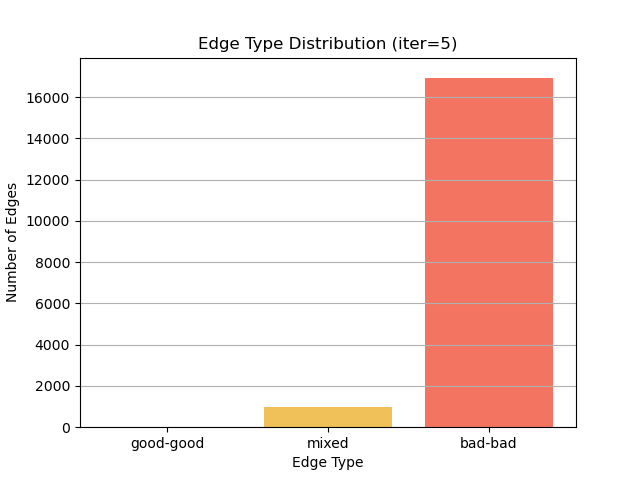 Edge Type Distribution (iter=5)
Number of Edges
16000
14000
12000
10000
8000
6000
4000
2000
0
good-good
mixed
bad-bad
Edge Type